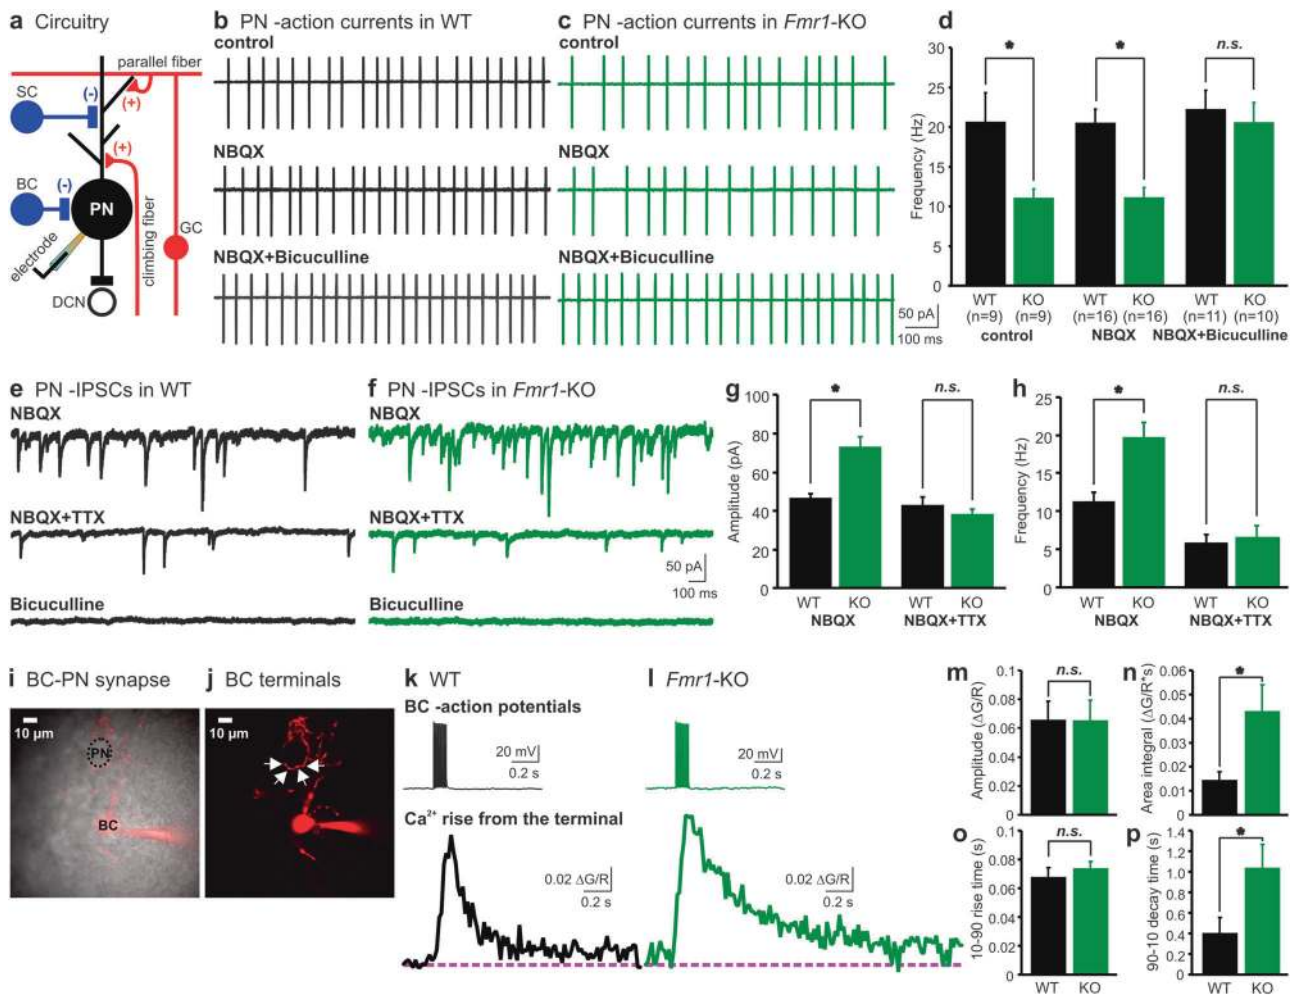 a Circuitry
parallel fiber
SC
(-)
(+)
(+)
BC
(-)
PN
electrode
climbing fiber
GC
DCN
b PN -action currents in WT
control
NBQX
NBQX+Bicuculline
c PN -action currents in Fmr1-KO
control
NBQX
NBQX+Bicuculline
50 pA
100 ms
d
Frequency (Hz)
30
25
20
15
10
5
0
*
*
n.s.
WT KO WT KO WT KO
(n=9) (n=9) (n=16) (n=16) (n=11) (n=10)
control NBQX NBQX+Bicuculline
e PN -IPSCs in WT
NBQX
NBQX+TTX
Bicuculline
f PN -IPSCs in Fmr1-KO
NBQX
NBQX+TTX
50 pA
100 ms
Bicuculline
g
Amplitude (pA)
100
80
60
40
20
0
*
n.s.
WT KO WT KO
NBQX NBQX+TTX
h
Frequency (Hz)
25
20
15
10
5
0
*
n.s.
WT KO WT KO
NBQX NBQX+TTX
i BC-PN synapse
10 µm
PN
BC
j BC terminals
10 µm
k WT
BC -action potentials
20 mV
0.2 s
Ca²⁺ rise from the terminal
0.02 ΔG/R
0.2 s
l Fmr1-KO
20 mV
0.2 s
0.02 ΔG/R
0.2 s
m
Amplitude (ΔG/R)
0.1
0.08
0.06
0.04
0.02
0
n.s.
n
Area integral (ΔG/R*s)
0.06
0.05
0.04
0.03
0.02
0.01
0
*
o
10-90 rise time (s)
0.1
0.08
0.06
0.04
0.02
0
n.s.
WT KO
p
90-10 decay time (s)
1.4
1.2
1.0
0.8
0.6
0.4
0.2
0
*
WT KO